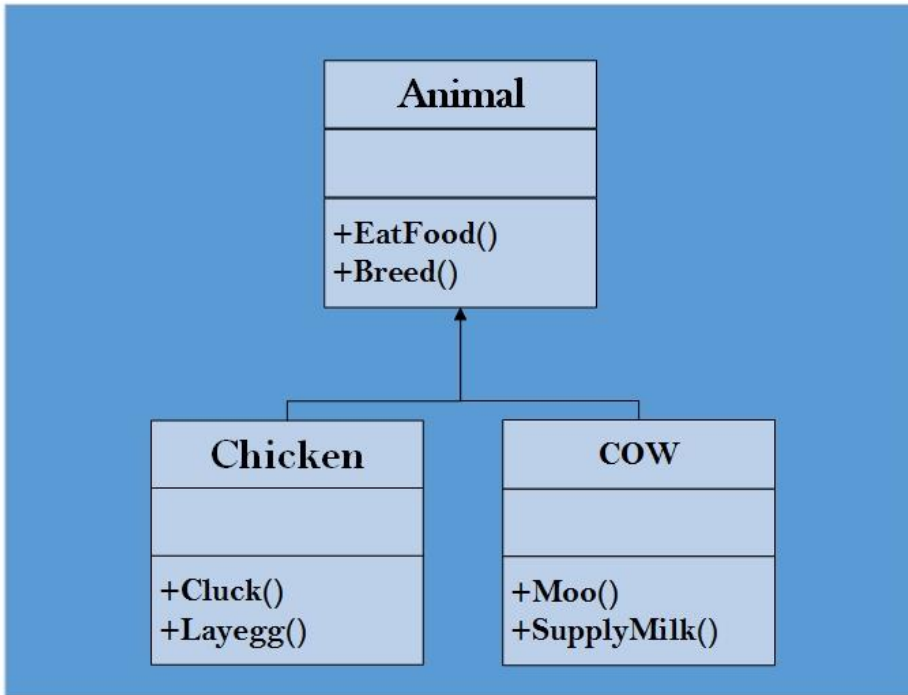 Animal
+EatFood()
+Breed()
Chicken
+Cluck()
+Layegg()
COW
+Moo()
+SupplyMilk()